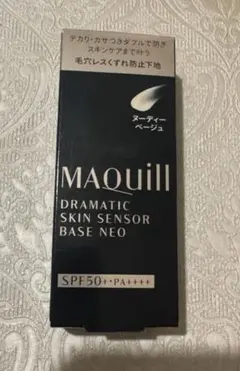 テカリ・カサつきダブルで防ぎ
スキンケアまで叶う
毛穴レスくずれ防止下地
ヌーディー
ベージュ
MAQuill
DRAMATIC
SKIN SENSOR
BASE NEO
SPF50+・PA++++